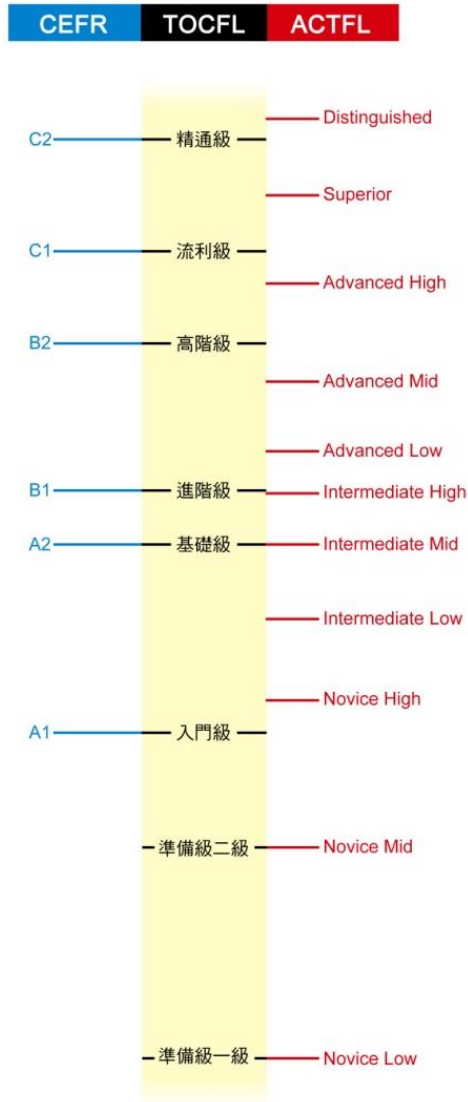 CEFR TOCFL ACTFL
Distinguished
C2 精通級
Superior
C1 流利級
Advanced High
B2 高階級
Advanced Mid
Advanced Low
B1 進階級 Intermediate High
A2 基礎級 Intermediate Mid
Intermediate Low
Novice High
A1 入門級
準備級二級 Novice Mid
準備級一級 Novice Low